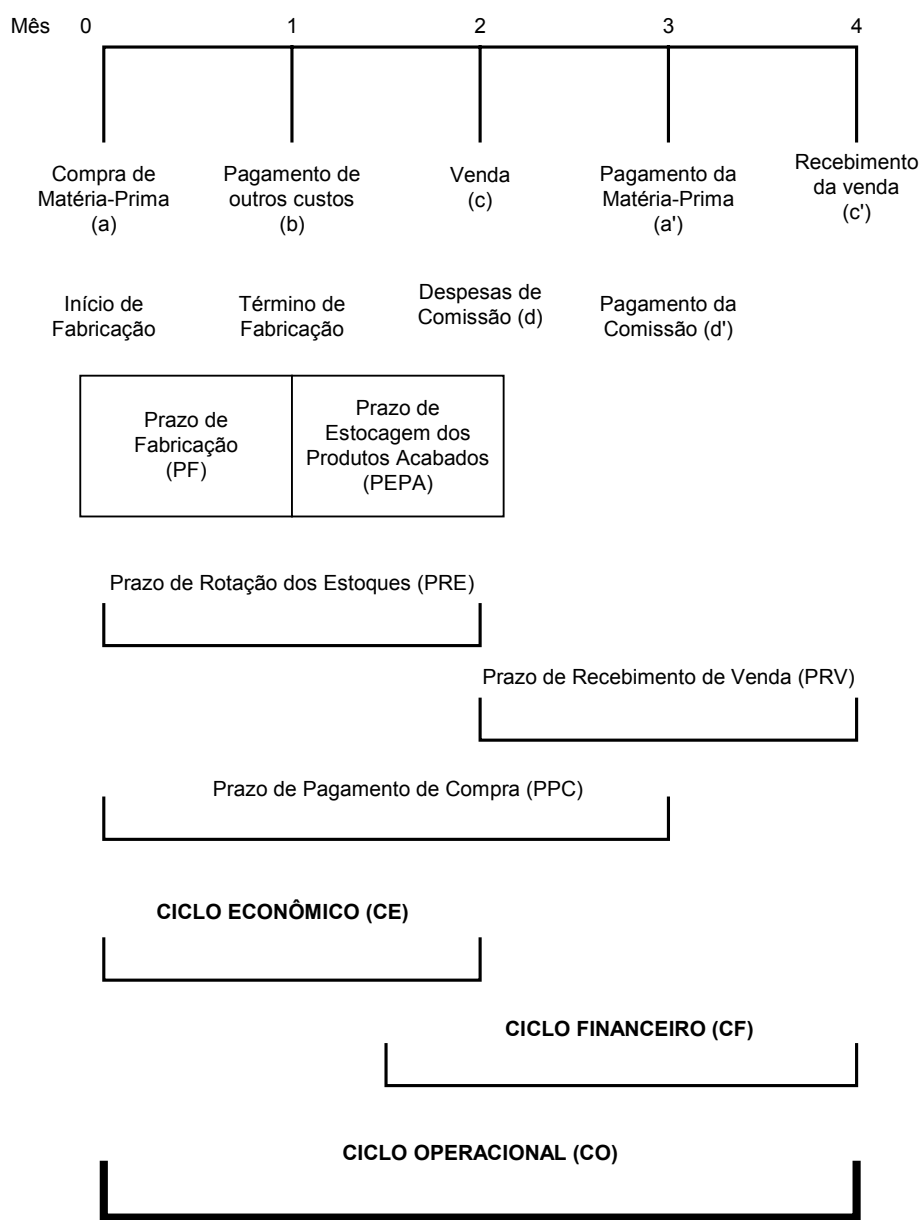 Mês 0 1 2 3 4
Compra de
Matéria-Prima
(a)
Pagamento de
outros custos
(b)
Venda
(c)
Pagamento da
Matéria-Prima
(a')
Recebimento
da venda
(c')
Início de
Fabricação
Término de
Fabricação
Despesas de
Comissão (d)
Pagamento da
Comissão (d')
Prazo de
Fabricação
(PF)
Prazo de
Estocagem dos
Produtos Acabados
(PEPA)
Prazo de Rotação dos Estoques (PRE)
Prazo de Recebimento de Venda (PRV)
Prazo de Pagamento de Compra (PPC)
CICLO ECONÔMICO (CE)
CICLO FINANCEIRO (CF)
CICLO OPERACIONAL (CO)